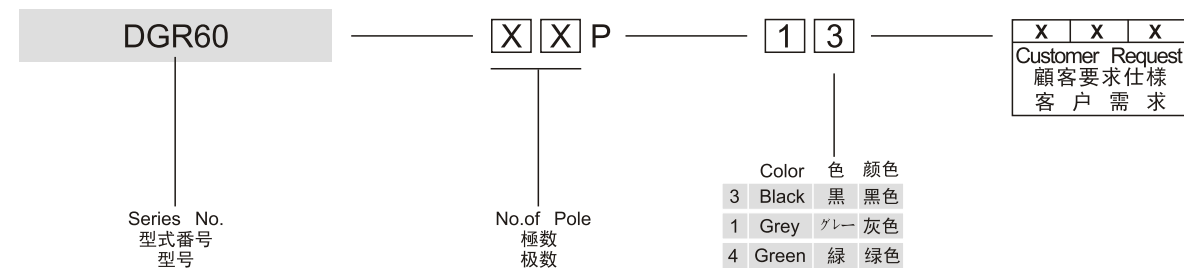 DGR60
X X P
1 3
X X X
Customer Request
顧客要求仕様
客户需求
Series No.
型式番号
型号
No.of Pole
極数
极数
Color 色 颜色
3 Black 黒 黑色
1 Grey グレー 灰色
4 Green 緑 绿色